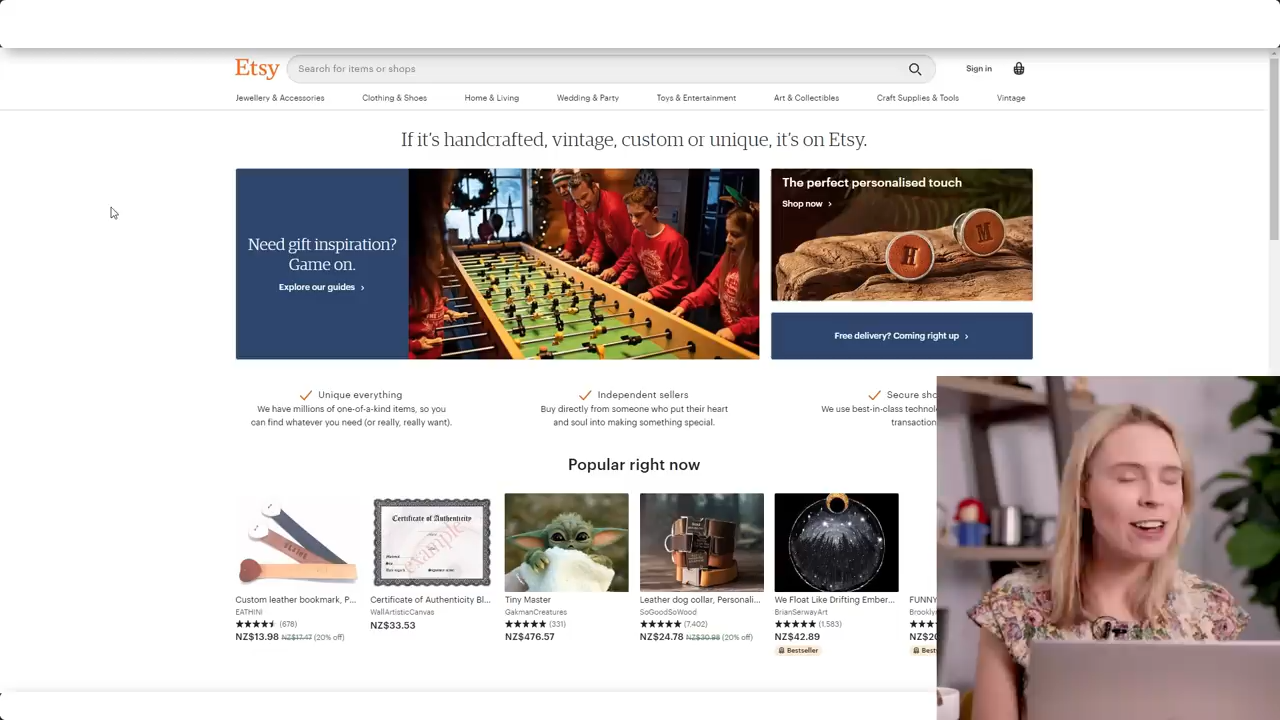 Etsy
Search for items or shops
Sign in
Jewellery & Accessories
Clothing & Shoes
Home & Living
Wedding & Party
Toys & Entertainment
Art & Collectibles
Craft Supplies & Tools
Vintage
If it's handcrafted, vintage, custom or unique, it's on Etsy.
Need gift inspiration?
Game on.
Explore our guides
The perfect personalised touch
Shop now
H
M
Free delivery? Coming right up
Unique everything
We have millions of one-of-a-kind items, so you
can find whatever you need (or really, really want).
Independent sellers
Buy directly from someone who put their heart
and soul into making something special.
Secure sho
We use best-in-class technolo
transaction
Popular right now
Certificate of Authenticity
example
Custom leather bookmark, P...
EATHINI
(678)
NZ$13.98 NZ$17.47 (20% off)
Certificate of Authenticity Bl...
WallArtisticCanvas
NZ$33.53
Tiny Master
GakmanCreatures
(331)
NZ$476.57
Leather dog collar, Personali...
SoGoodSoWood
(7,402)
NZ$24.78 NZ$30.98 (20% off)
We Float Like Drifting Ember...
BrianSerwayArt
(1,583)
NZ$42.89
Bestseller
FUNNY
Brookly
NZ$20
Best